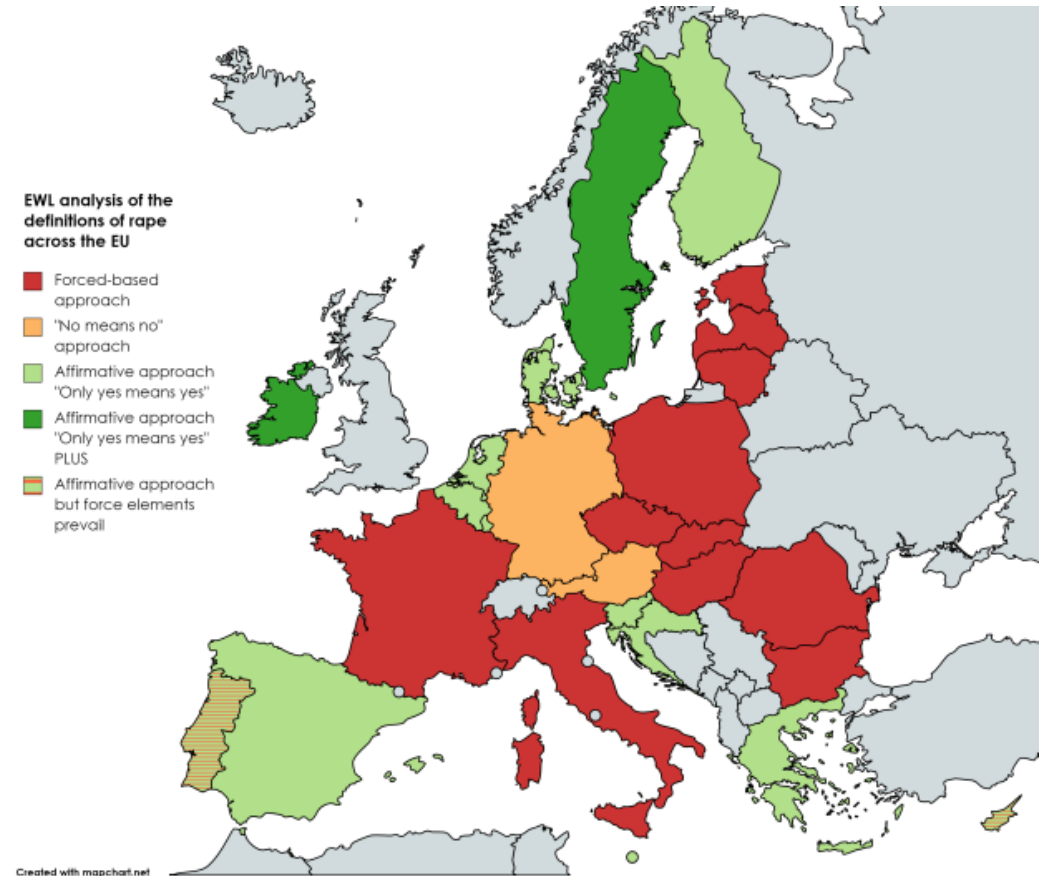 EWL analysis of the
definitions of rape
across the EU
Forced-based
approach
"No means no"
approach
Affirmative approach
"Only yes means yes"
Affirmative approach
"Only yes means yes"
PLUS
Affirmative approach
but force elements
prevail
Created with mapchart.net